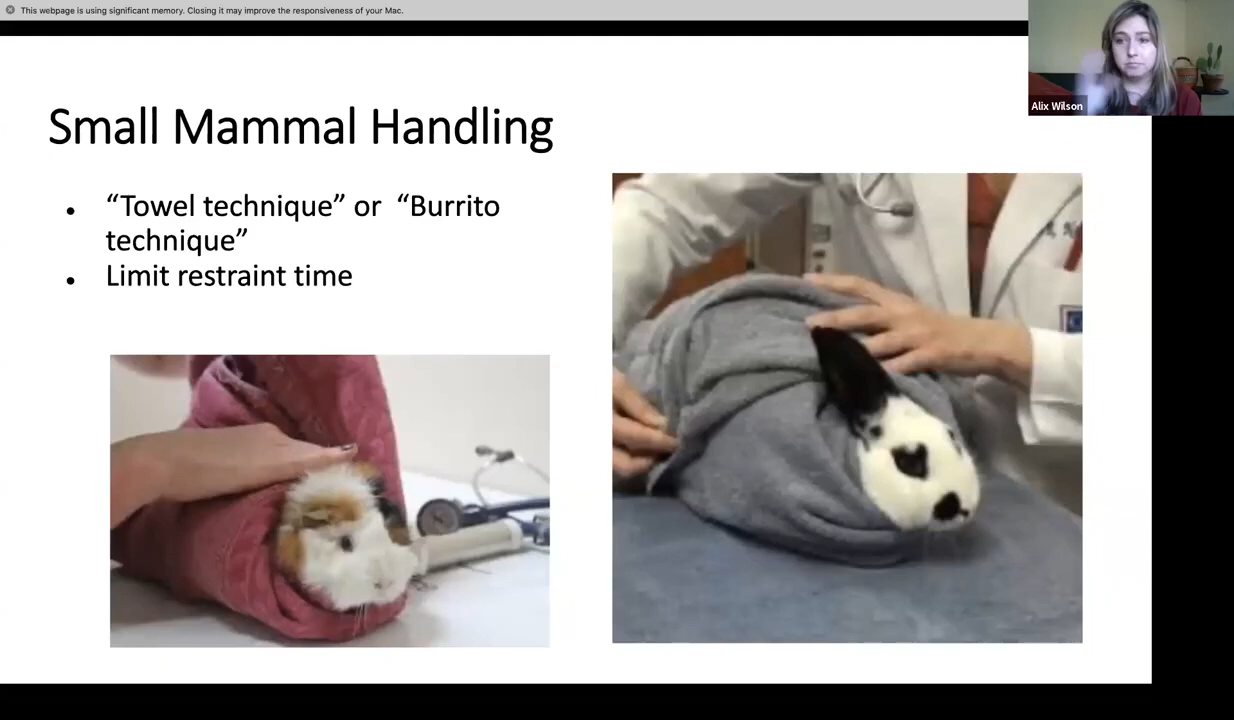 This webpage is using significant memory. Closing it may improve the responsiveness of your Mac.
Alix Wilson
Small Mammal Handling
• “Towel technique” or “Burrito
technique”
• Limit restraint time